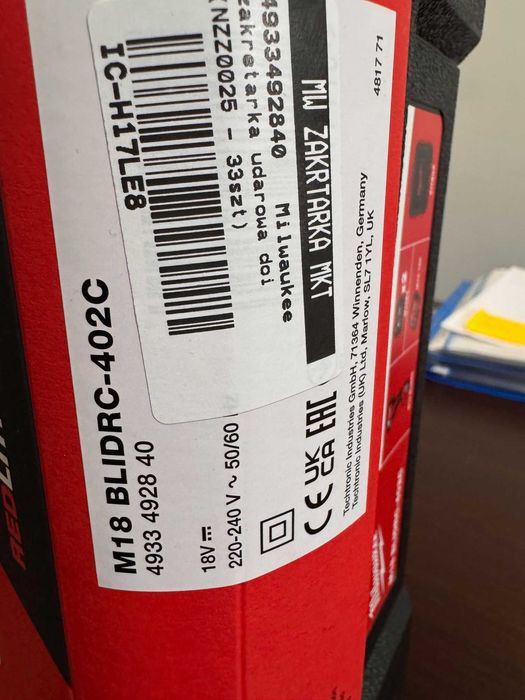 MW ZAKRTARKA MKT
4933492840 Milwaukee
zakretarka udarowa doi
(NZZ0025 - 33szt)
IC-H17LE8
M18 BLIDRC-402C
4933 4928 40
18V
220-240 V ~ 50/60
CE UK CA EAC
Techtronic Industries GmbH, 71364 Winnenden, Germany
Techtronic Industries (UK) Ltd, Marlow, SL7 1YL, UK
4817 71